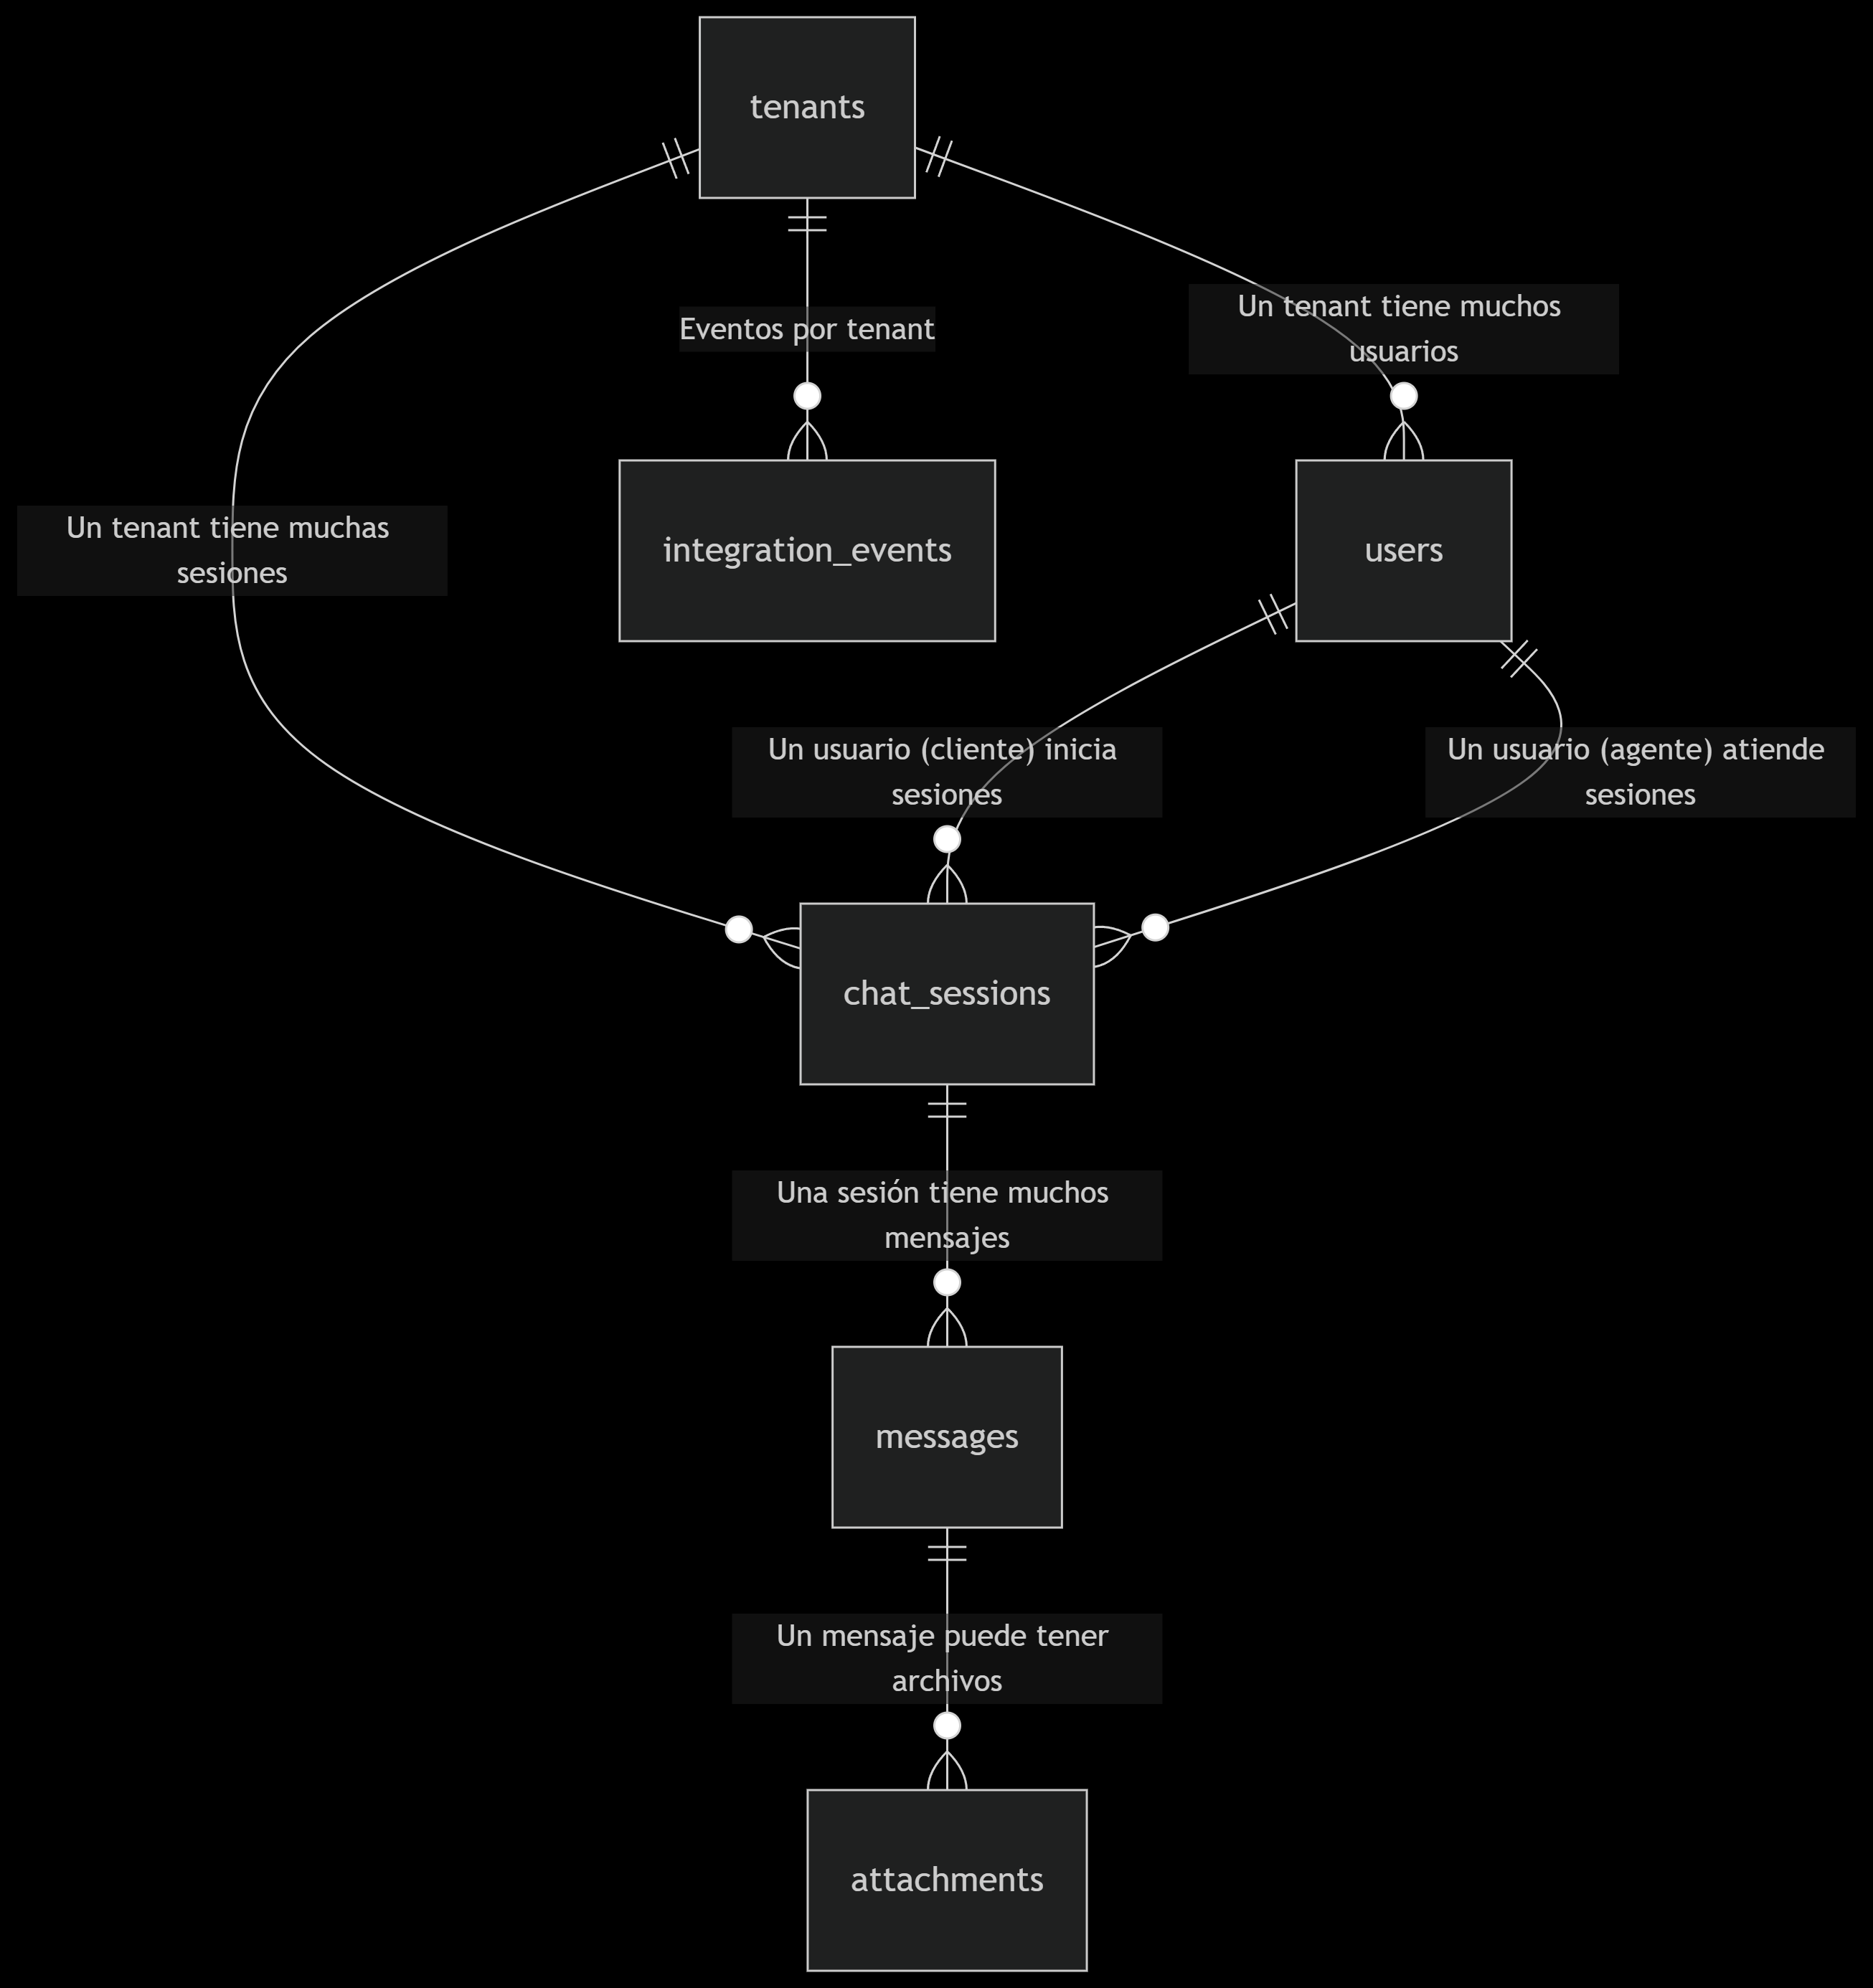 tenants
Eventos por tenant
Un tenant tiene muchos
usuarios
Un tenant tiene muchas
sesiones
integration_events
users
Un usuario (cliente) inicia
sesiones
Un usuario (agente) atiende
sesiones
chat_sessions
Una sesión tiene muchos
mensajes
messages
Un mensaje puede tener
archivos
attachments